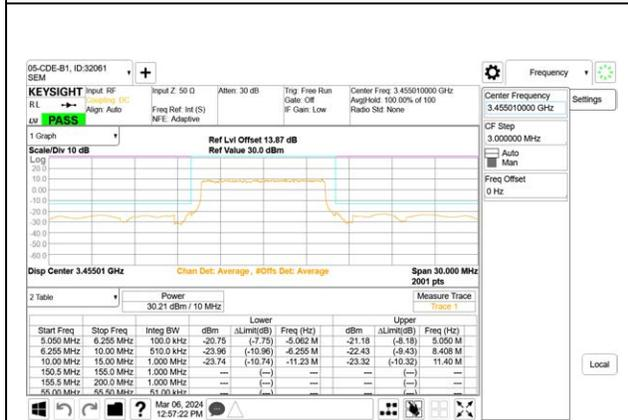 05-CDE-B1, ID:32061
SEM
Frequency
KEYSIGHT
RL
LU PASS
Input: RF
Coupling: DC
Align: Auto
Input Z: 50 Ω
Freq Ref: Int (S)
NFE: Adaptive
Atten: 30 dB
Trig: Free Run
Gate: Off
IF Gain: Low
Center Freq: 3.455010000 GHz
Avg|Hold: 100.00% of 100
Radio Std: None
Center Frequency
3.455010000 GHz
Settings
CF Step
3.000000 MHz
Auto
Man
Freq Offset
0 Hz
1 Graph
Scale/Div 10 dB
Ref Lvl Offset 13.87 dB
Ref Value 30.0 dBm
Log
20.0
10.0
0.00
-10.0
-20.0
-30.0
-40.0
-50.0
-60.0
Disp Center 3.45501 GHz
Chan Det: Average , #Offs Det: Average
Span 30.000 MHz
2001 pts
2 Table
Power
30.21 dBm / 10 MHz
Measure Trace
Trace 1
Lower Upper
Start Freq Stop Freq Integ BW dBm ΔLimit(dB) Freq (Hz) dBm ΔLimit(dB) Freq (Hz)
5.050 MHz 6.255 MHz 100.0 kHz -20.75 (-7.75) -5.062 M -21.18 (-8.18) 5.050 M
6.255 MHz 10.00 MHz 510.0 kHz -23.96 (-10.96) -6.255 M -22.43 (-9.43) 8.408 M
10.00 MHz 15.00 MHz 1.000 MHz -23.74 (-10.74) -11.23 M -23.32 (-10.32) 11.40 M
150.5 MHz 155.0 MHz 1.000 MHz --- (---) --- --- (---) ---
155.5 MHz 200.0 MHz 1.000 MHz --- (---) --- --- (---) ---
55.00 MHz 55.50 MHz 51.00 kHz --- (---) --- --- (---) ---
Local
Mar 06, 2024
12:57:22 PM